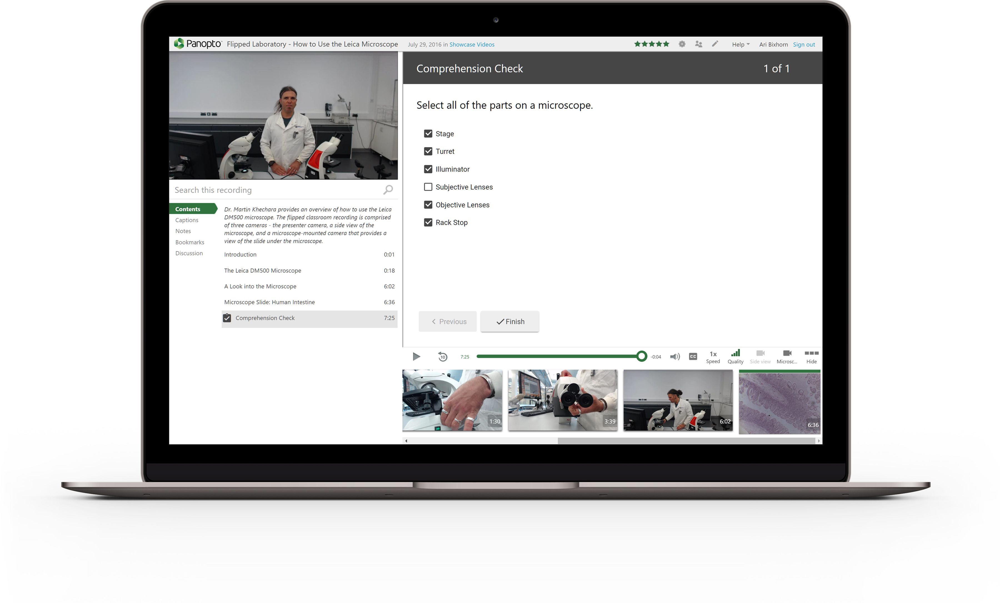 Panopto™ Flipped Laboratory - How to Use the Leica Microscope July 29, 2016 in Showcase Videos Help Ari Bixhorn Sign out
Search this recording
Contents
Captions
Notes
Bookmarks
Discussion
Dr. Martin Khechara provides an overview of how to use the Leica
DM500 microscope. The flipped classroom recording is comprised
of three cameras - the presenter camera, a side view of the
microscope, and a microscope-mounted camera that provides a
view of the slide under the microscope.
Introduction 0:01
The Leica DM500 Microscope 0:18
A Look into the Microscope 6:02
Microscope Slide: Human Intestine 6:36
Comprehension Check 7:25
Comprehension Check 1 of 1
Select all of the parts on a microscope.
Stage
Turret
Illuminator
Subjective Lenses
Objective Lenses
Rack Stop
Previous Finish
10 7:25 -0:04 CC 1x
Speed Quality Side view Microsc... Hide
1:30 3:39 6:02 6:36